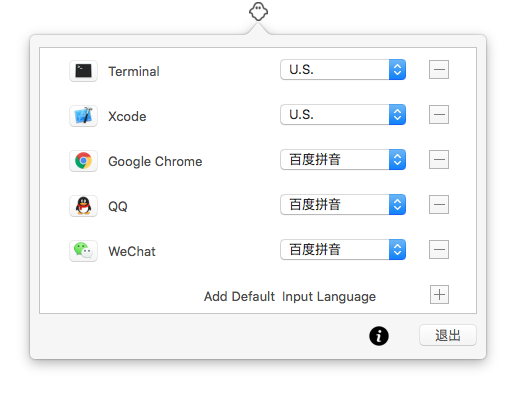 Terminal U.S.
Xcode U.S.
Google Chrome 百度拼音
QQ 百度拼音
WeChat 百度拼音
Add Default Input Language
退出